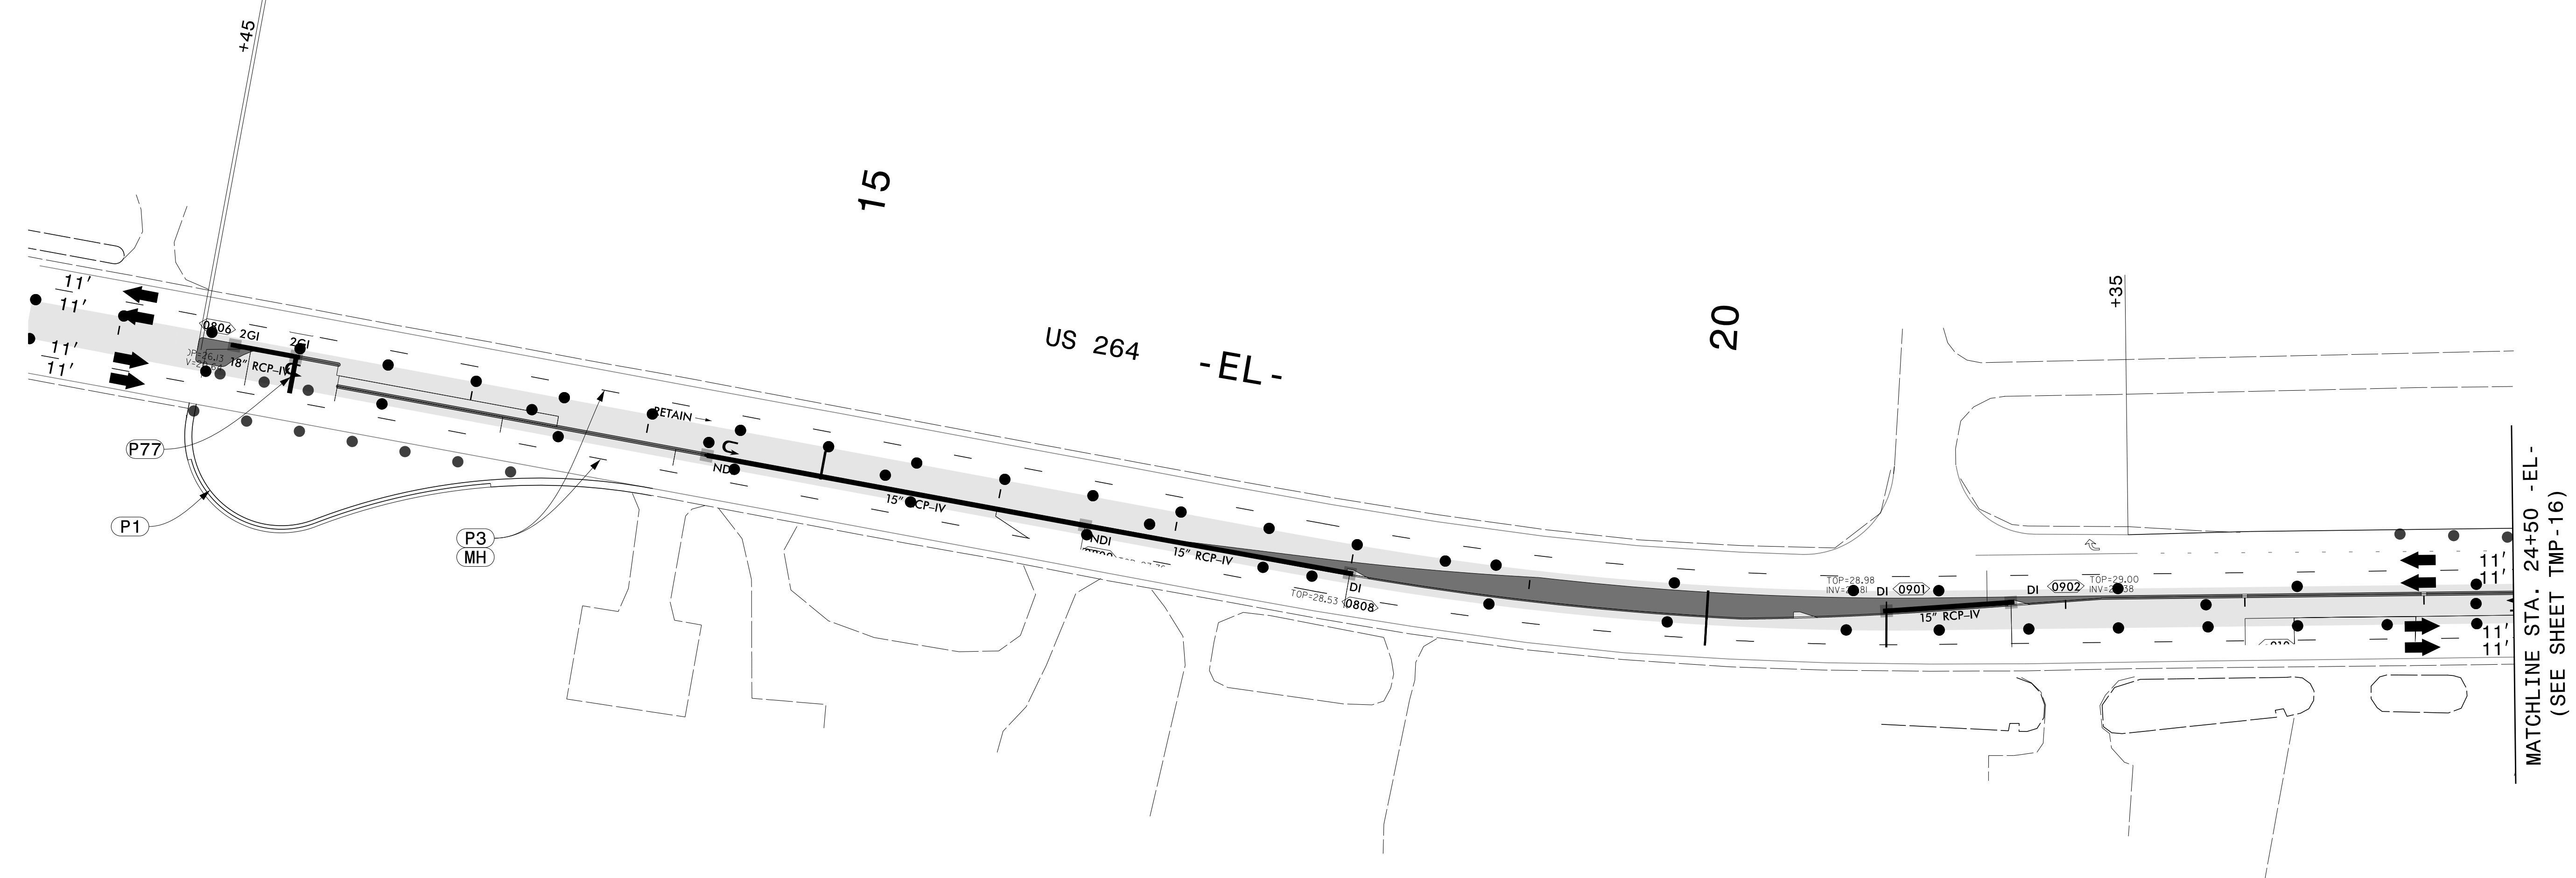 +45
15
US 264
-EL-
20
+35
11'
11'
11'
11'
0806
2GI
2GI
18" RCP-IV
P77
P1
P3
MH
RETAIN
15" RCP-IV
NDI
15" RCP-IV
DI
TOP=28.53
0808
TOP=28.98
DI
0901
15" RCP-IV
DI
0902
TOP=29.00
11'
11'
11'
11'
MATCHLINE STA. 24+50 -EL-
(SEE SHEET TMP-16)